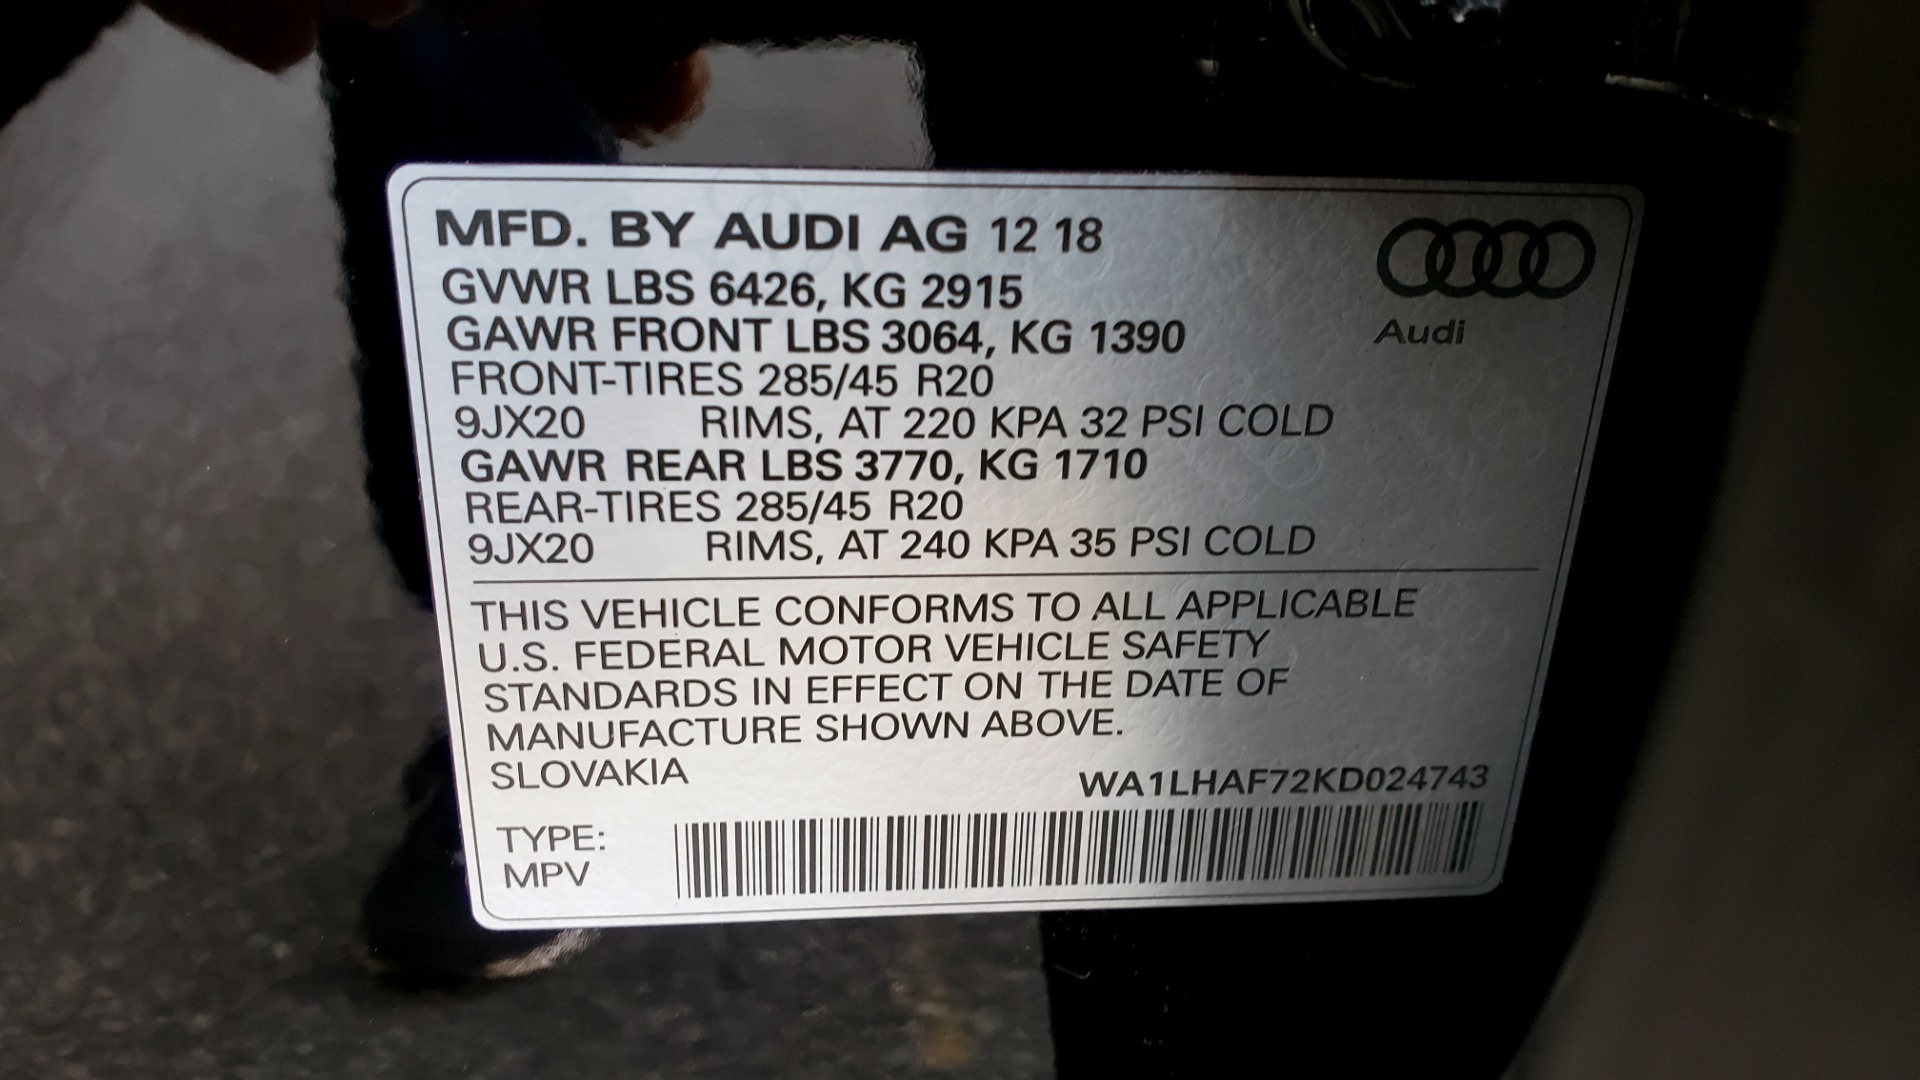 MFD. BY AUDI AG 12 18
GVWR LBS 6426, KG 2915
GAWR FRONT LBS 3064, KG 1390
Audi
FRONT-TIRES 285/45 R20
9JX20 RIMS, AT 220 KPA 32 PSI COLD
GAWR REAR LBS 3770, KG 1710
REAR-TIRES 285/45 R20
9JX20 RIMS, AT 240 KPA 35 PSI COLD
THIS VEHICLE CONFORMS TO ALL APPLICABLE
U.S. FEDERAL MOTOR VEHICLE SAFETY
STANDARDS IN EFFECT ON THE DATE OF
MANUFACTURE SHOWN ABOVE.
SLOVAKIA
WA1LHAF72KD024743
TYPE:
MPV